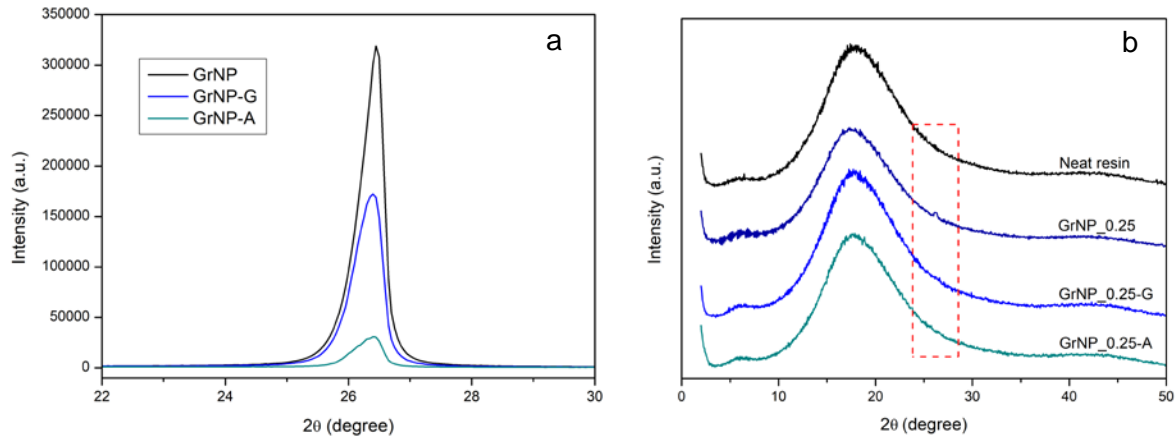 a
350000
300000
250000
200000
150000
100000
50000
0
Intensity (a.u.)
GrNP
GrNP-G
GrNP-A
22
24
26
28
30
2θ (degree)
b
Intensity (a.u.)
Neat resin
GrNP_0.25
GrNP_0.25-G
GrNP_0.25-A
0
10
20
30
40
50
2θ (degree)